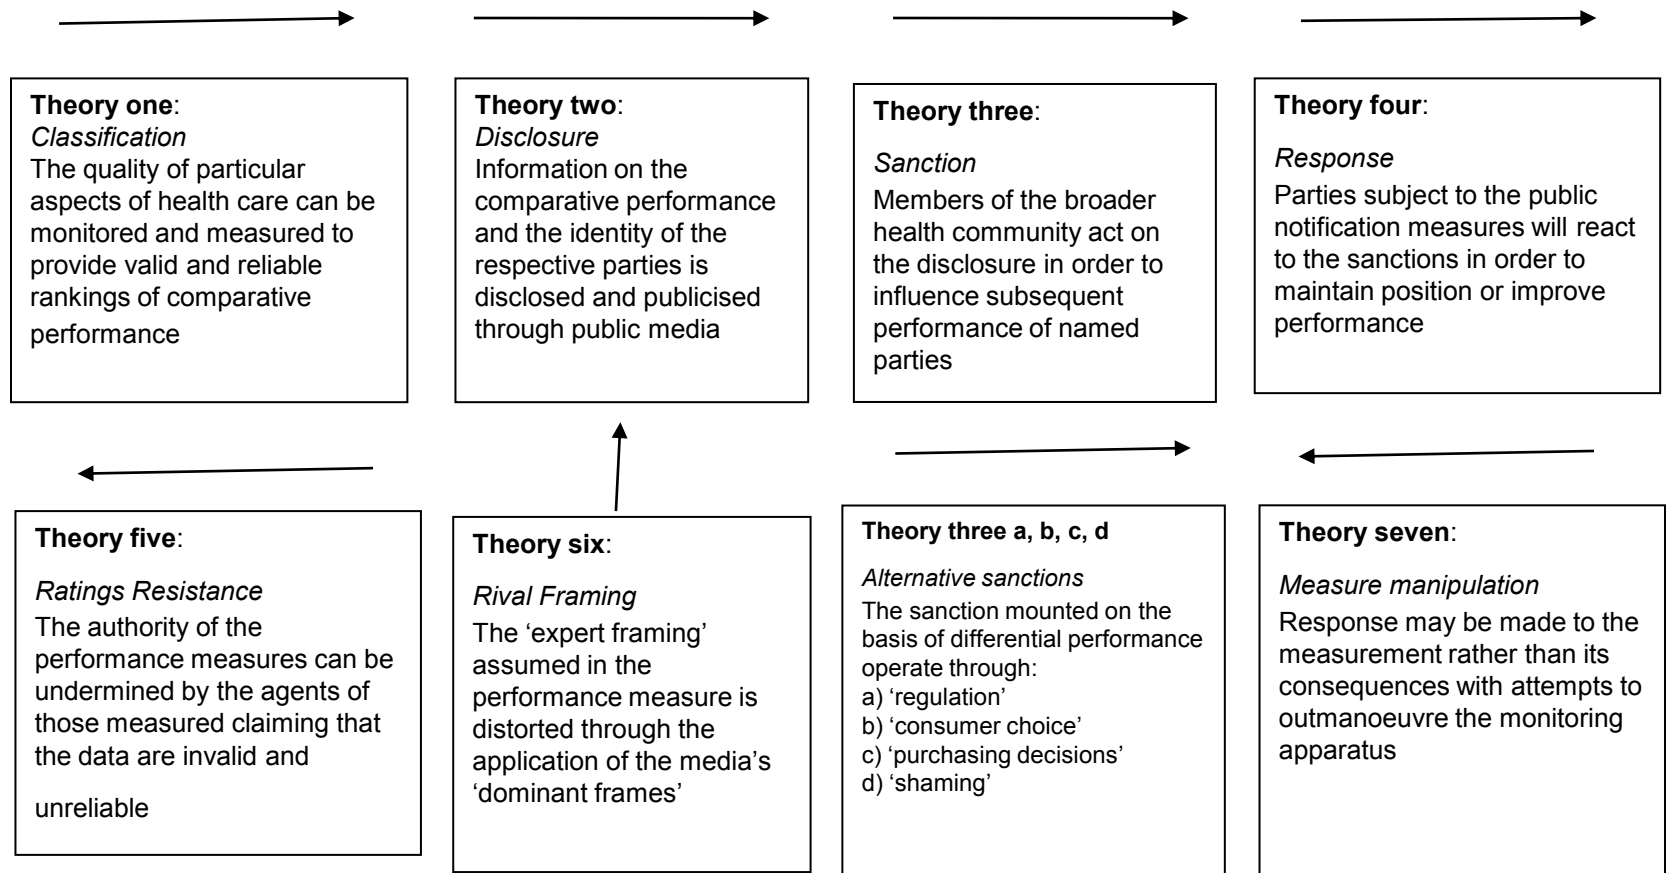 Theory one:
Classification
The quality of particular
aspects of health care can be
monitored and measured to
provide valid and reliable
rankings of comparative
performance
Theory two:
Disclosure
Information on the
comparative performance
and the identity of the
respective parties is
disclosed and publicised
through public media
Theory three:
Sanction
Members of the broader
health community act on
the disclosure in order to
influence subsequent
performance of named
parties
Theory four:
Response
Parties subject to the public
notification measures will react
to the sanctions in order to
maintain position or improve
performance
Theory five:
Ratings Resistance
The authority of the
performance measures can be
undermined by the agents of
those measured claiming that
the data are invalid and
unreliable
Theory six:
Rival Framing
The ‘expert framing’
assumed in the
performance measure is
distorted through the
application of the media’s
‘dominant frames’
Theory three a, b, c, d
Alternative sanctions
The sanction mounted on the
basis of differential performance
operate through:
a) ‘regulation’
b) ‘consumer choice’
c) ‘purchasing decisions’
d) ‘shaming’
Theory seven:
Measure manipulation
Response may be made to the
measurement rather than its
consequences with attempts to
outmanoeuvre the monitoring
apparatus